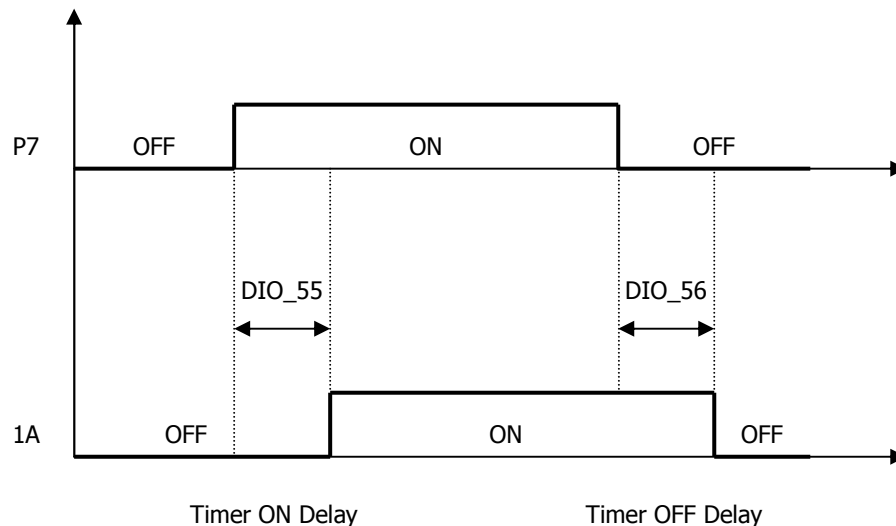 P7 OFF ON OFF
DIO_55 DIO_56
1A OFF ON OFF
Timer ON Delay Timer OFF Delay